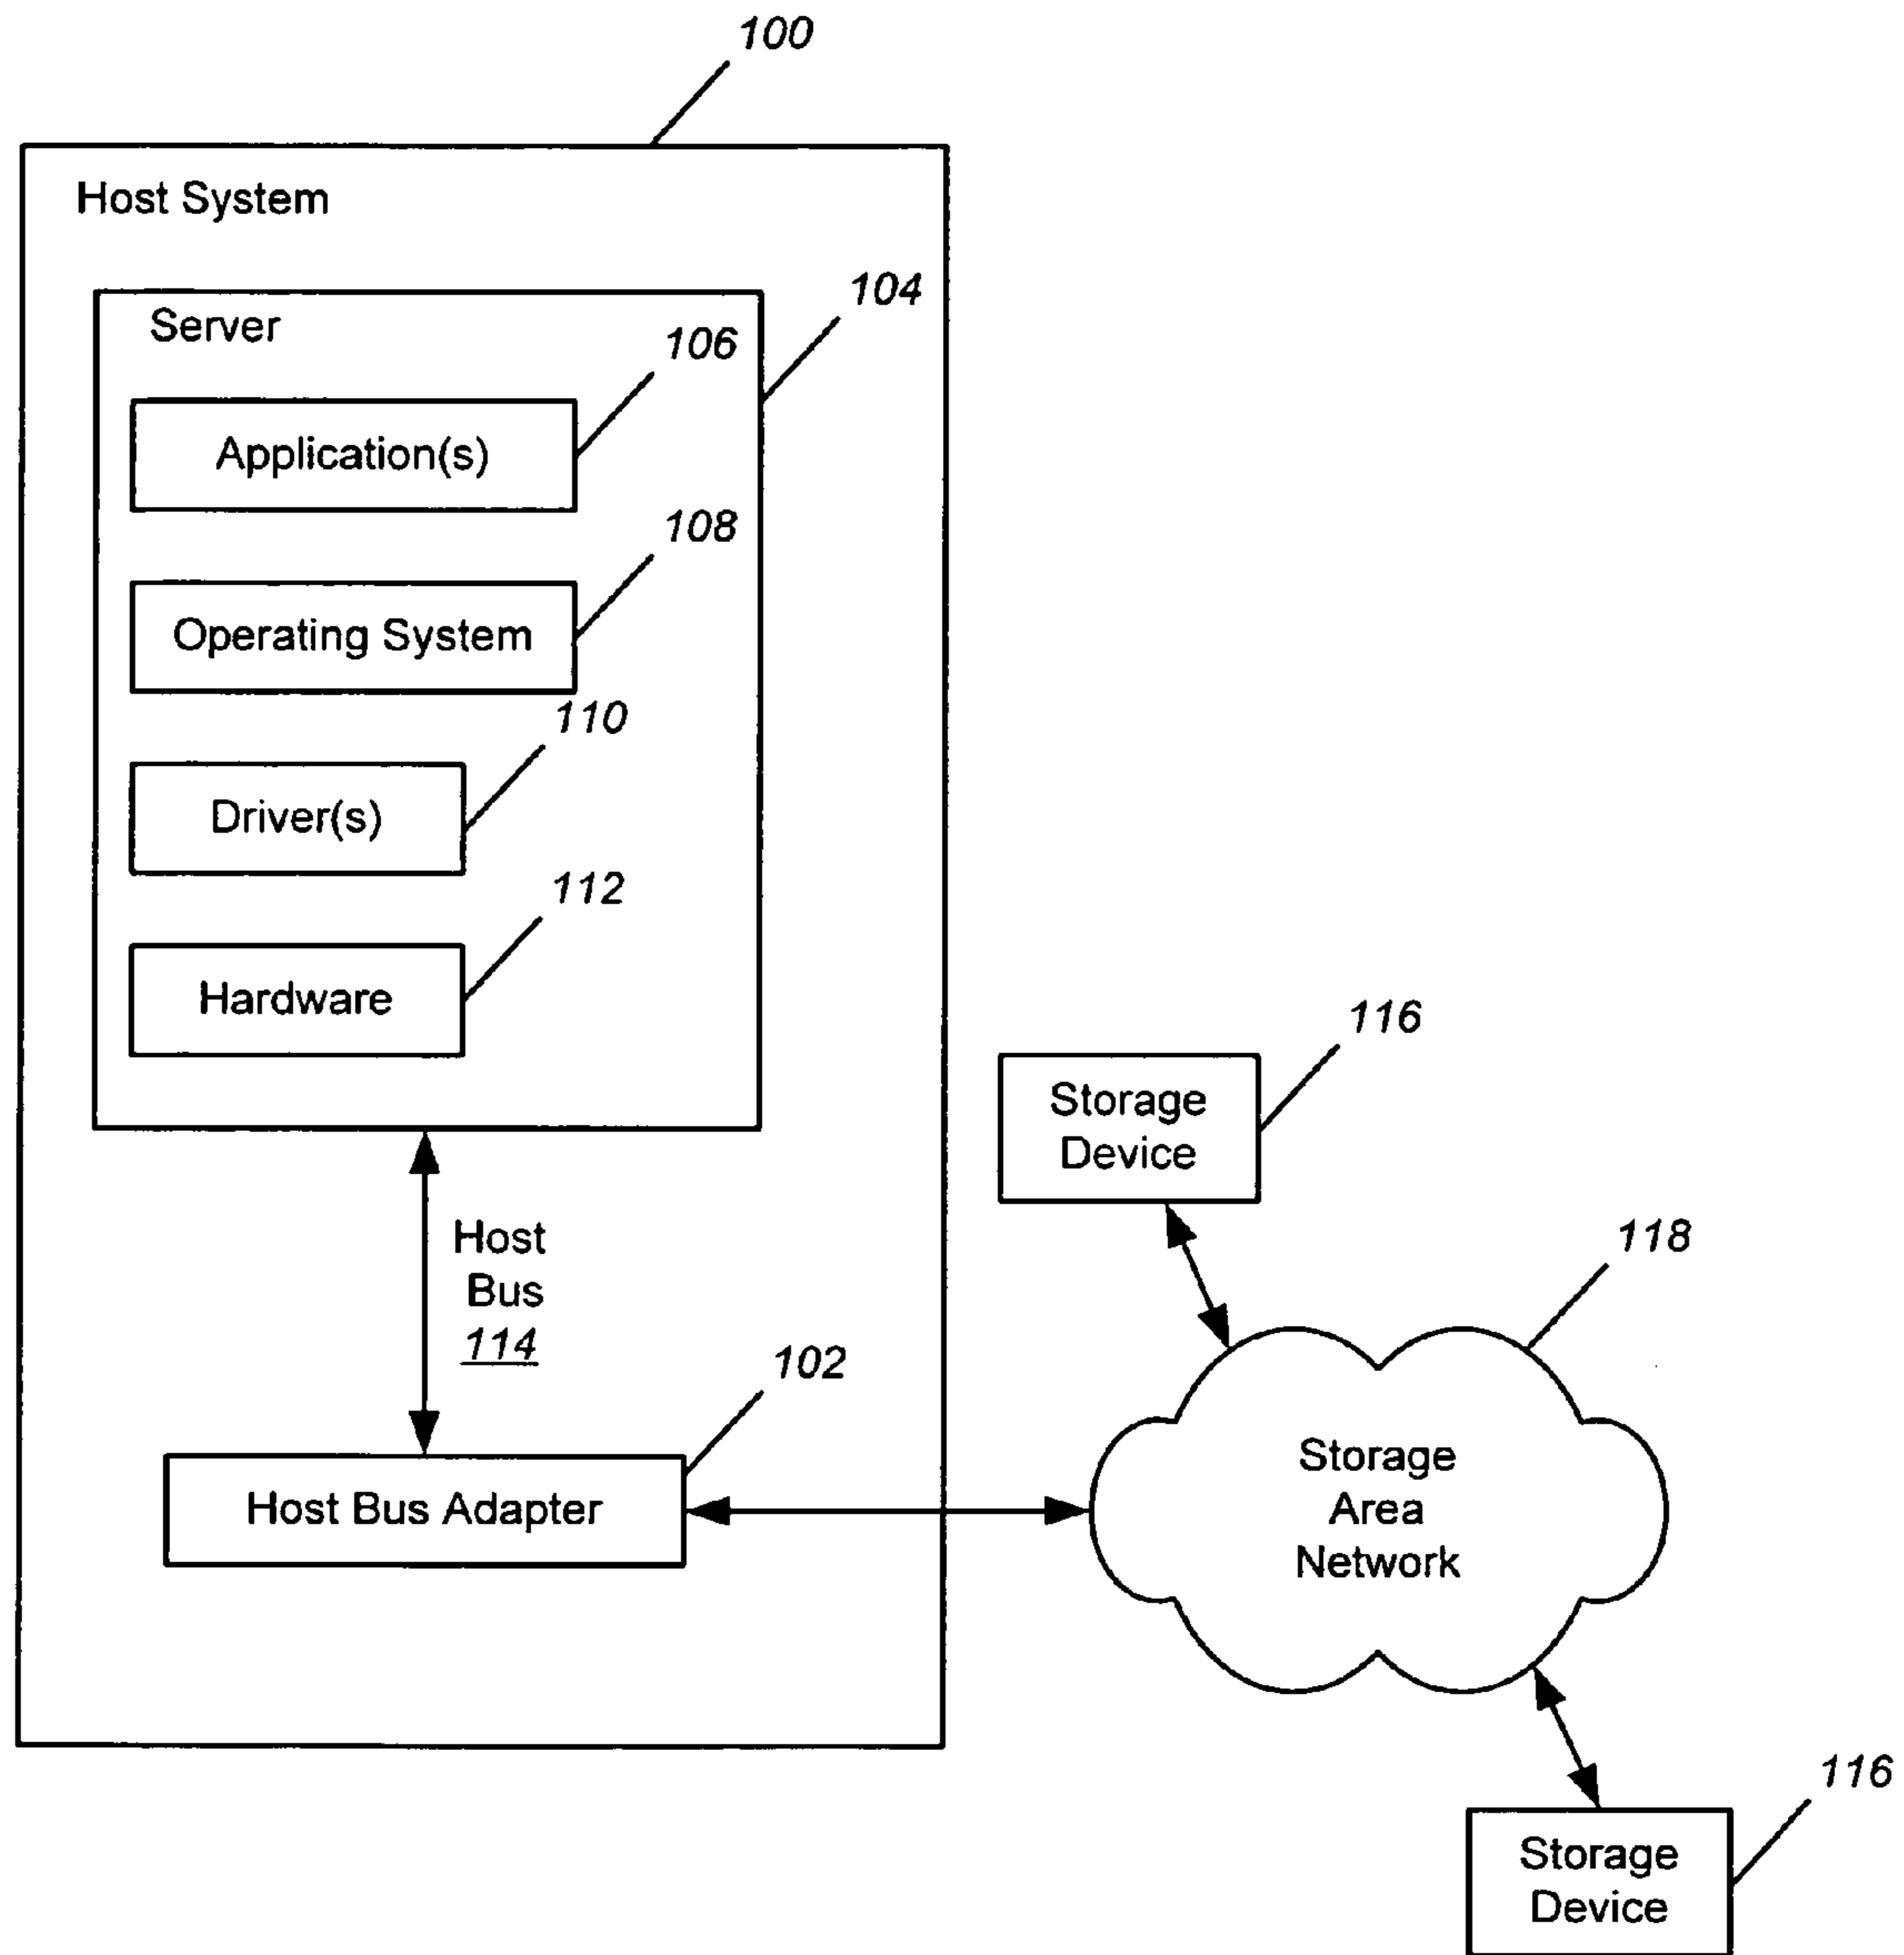 100
Host System
104
Server
106
Application(s)
108
Operating System
110
Driver(s)
112
Hardware
116
Storage
Device
Host
Bus
114
118
102
Host Bus Adapter
Storage
Area
Network
116
Storage
Device